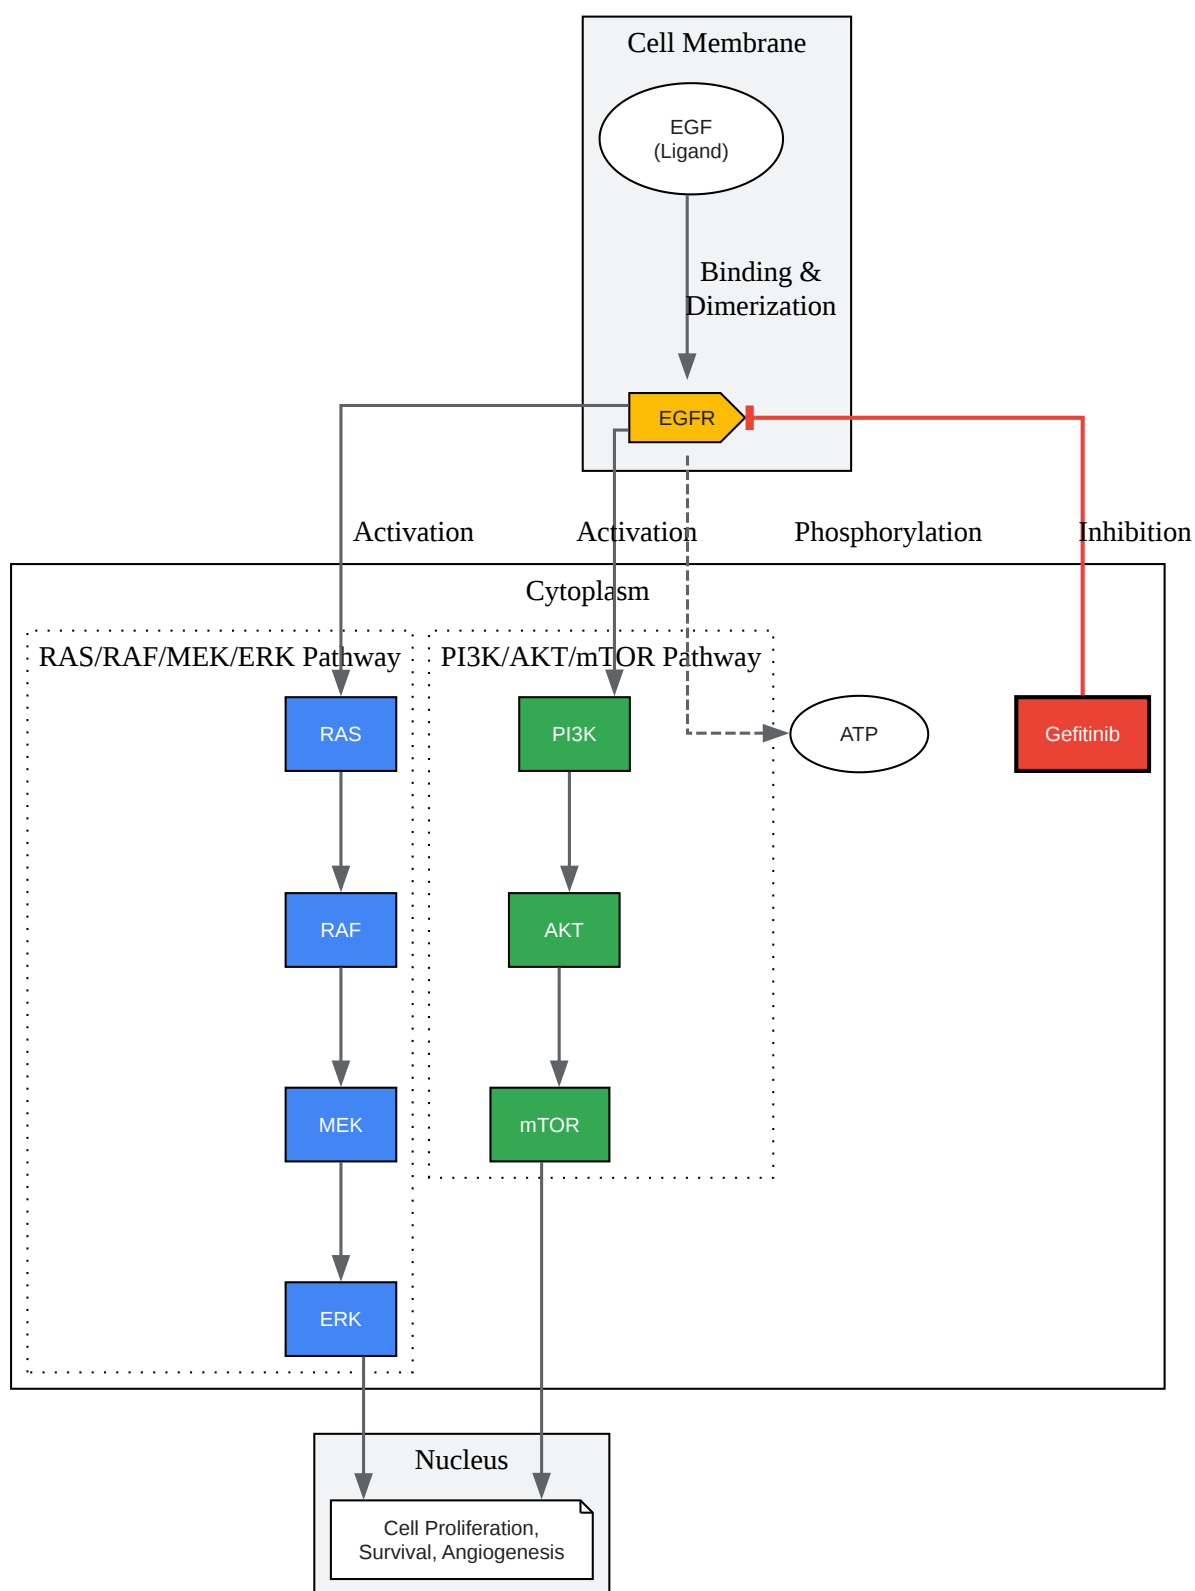 Cell Membrane
EGF
(Ligand)
Binding &
Dimerization
EGFR
Activation
Activation
Phosphorylation
Inhibition
Cytoplasm
RAS/RAF/MEK/ERK Pathway
PI3K/AKT/mTOR Pathway
RAS
PI3K
ATP
Gefitinib
RAF
AKT
MEK
mTOR
ERK
Nucleus
Cell Proliferation,
Survival, Angiogenesis